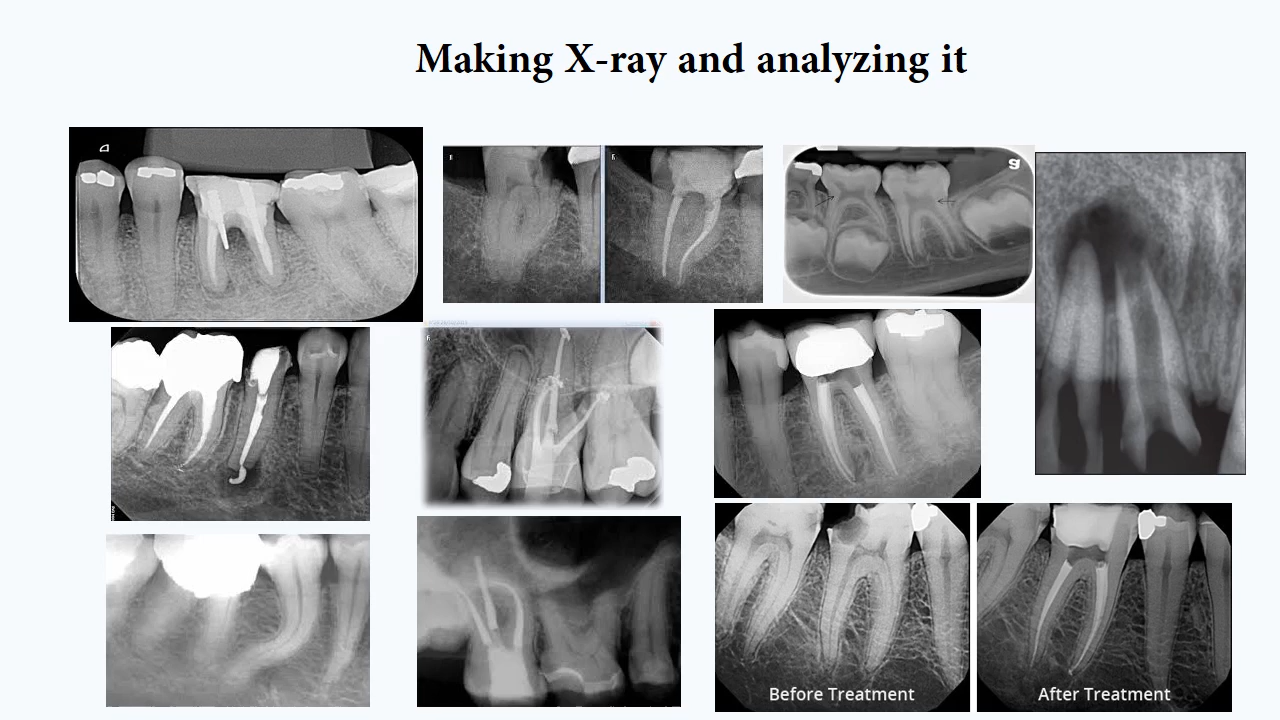 Making X-ray and analyzing it
Before Treatment
After Treatment